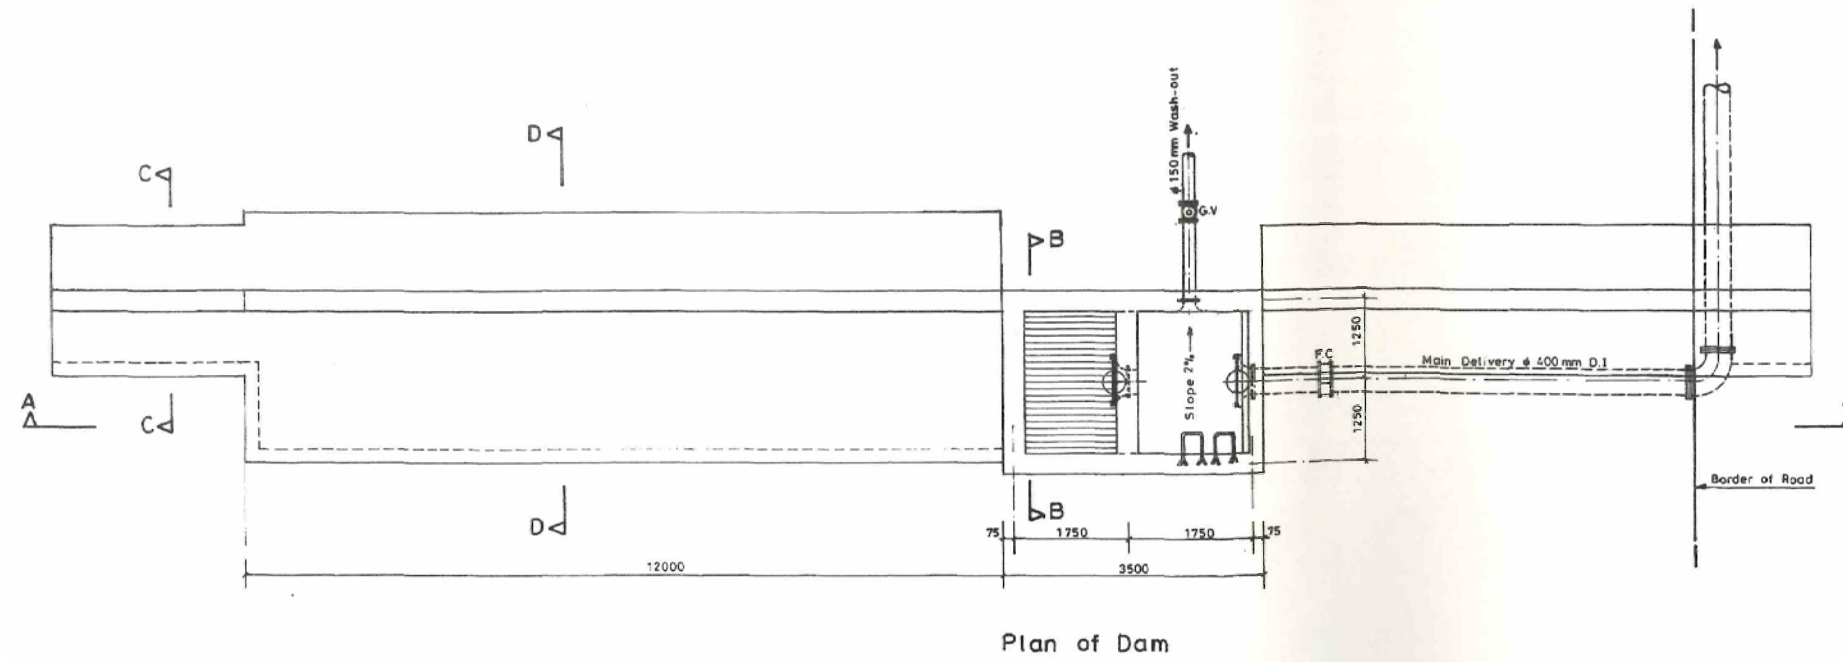 φ 150 mm Wash-out
D
C
G.V
B
1250
F.C
Main Delivery φ 400 mm D.I
Slope 2%
A
C
1250
Border of Road
D
B
75
1750
1750
75
12000
3500
Plan of Dam